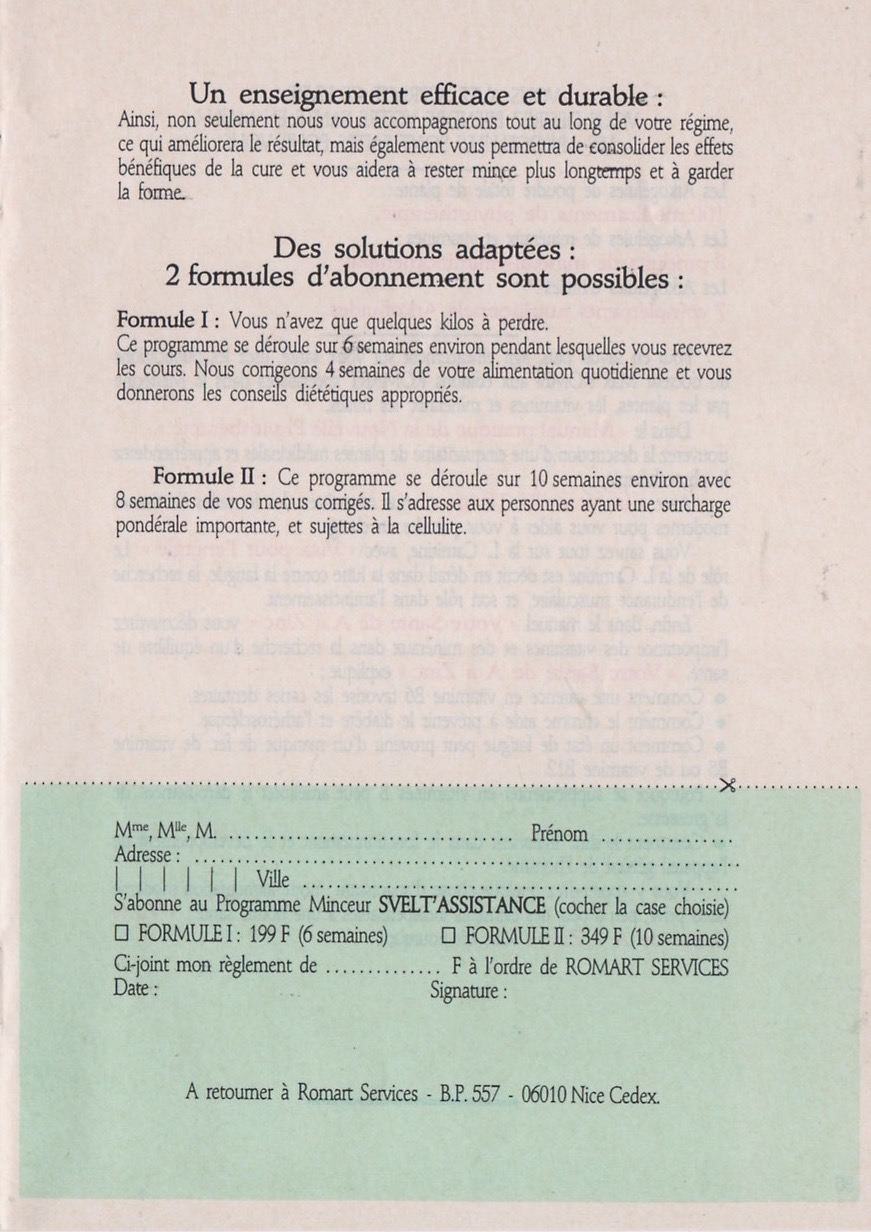 Un enseignement efficace et durable :
Ainsi, non seulement nous vous accompagnerons tout au long de votre régime,
ce qui améliorera le résultat, mais également vous permettra de consolider les effets
bénéfiques de la cure et vous aidera à rester mince plus longtemps et à garder
la forme.
Des solutions adaptées :
2 formules d'abonnement sont possibles :
Formule I : Vous n'avez que quelques kilos à perdre.
Ce programme se déroule sur 6 semaines environ pendant lesquelles vous recevrez
les cours. Nous corrigeons 4 semaines de votre alimentation quotidienne et vous
donnerons les conseils diététiques appropriés.
Formule II : Ce programme se déroule sur 10 semaines environ avec
8 semaines de vos menus corrigés. Il s'adresse aux personnes ayant une surcharge
pondérale importante, et sujettes à la cellulite.
Mme, Mlle, M. .................................. Prénom ................
Adresse : ..................................................................
| | | | | | Ville .....................................................
S'abonne au Programme Minceur SVELT'ASSISTANCE (cocher la case choisie)
☐ FORMULE I : 199 F (6 semaines) ☐ FORMULE II : 349 F (10 semaines)
Ci-joint mon règlement de .............. F à l'ordre de ROMART SERVICES
Date : Signature :
A retourner à Romart Services - B.P. 557 - 06010 Nice Cedex.